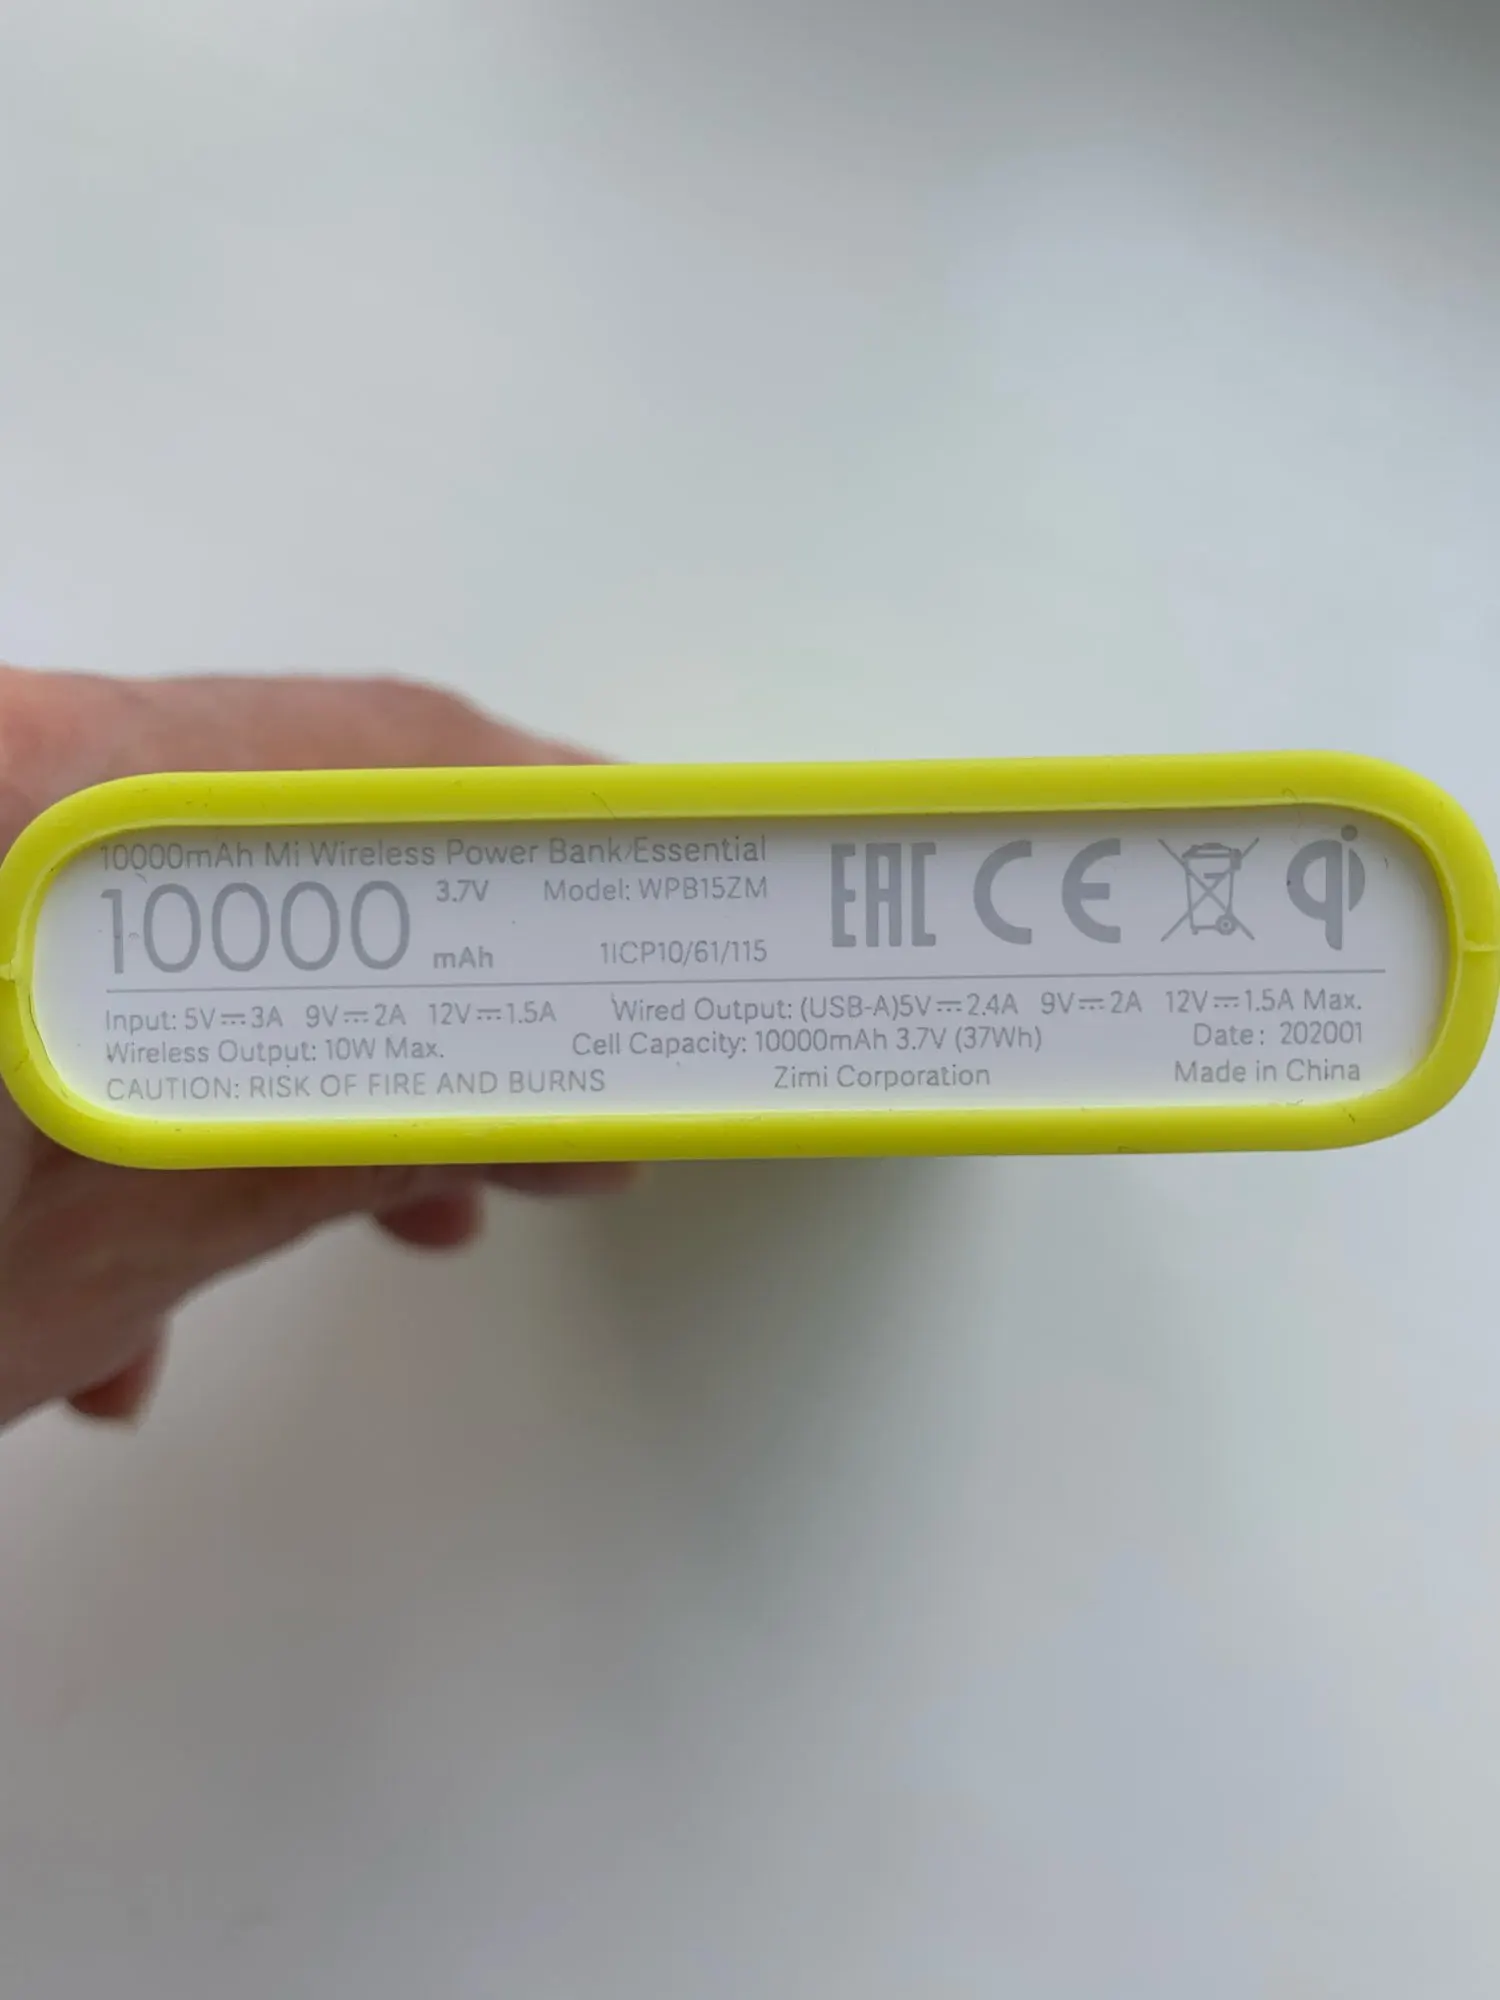 10000mAh Mi Wireless Power Bank Essential
10000 mAh 3.7V Model: WPB15ZM
1ICP10/61/115
EAC CE qi
Input: 5V⎓3A 9V⎓2A 12V⎓1.5A Wired Output: (USB-A)5V⎓2.4A 9V⎓2A 12V⎓1.5A Max.
Wireless Output: 10W Max. Cell Capacity: 10000mAh 3.7V (37Wh) Date: 202001
CAUTION: RISK OF FIRE AND BURNS Zimi Corporation Made in China